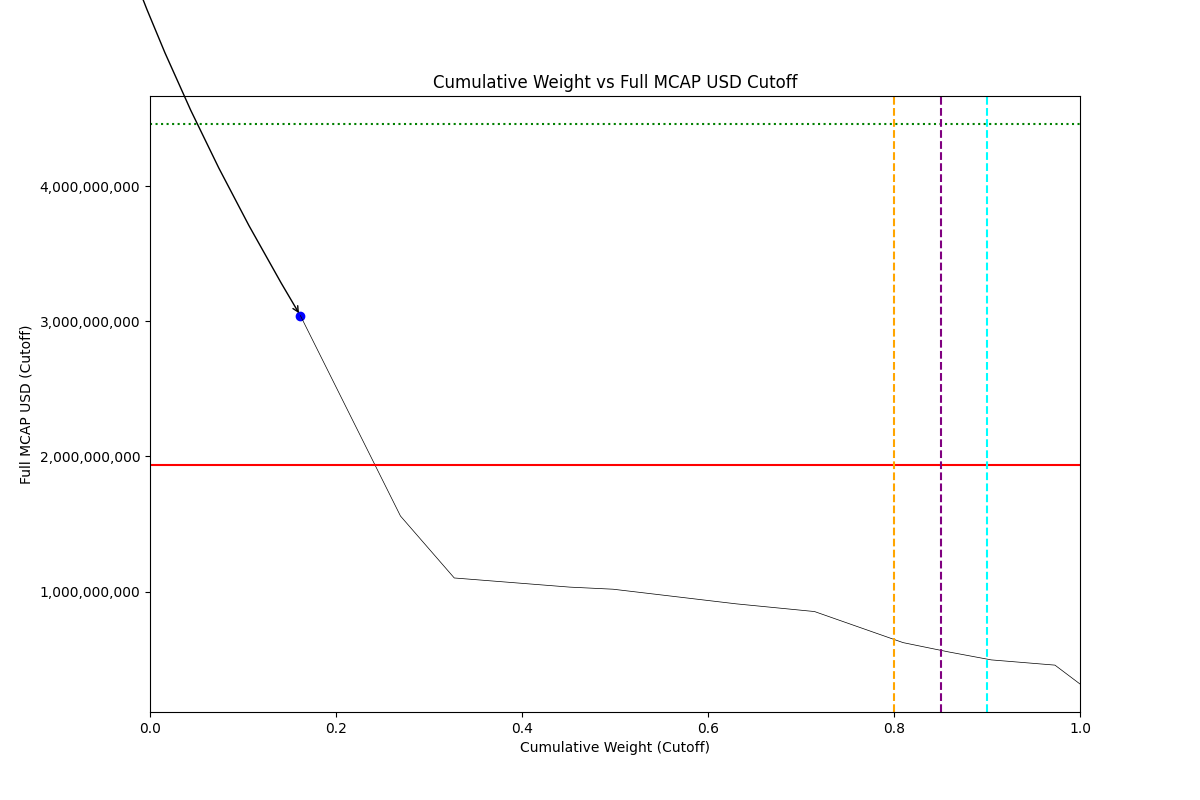 Cumulative Weight vs Full MCAP USD Cutoff
4,000,000,000
3,000,000,000
2,000,000,000
1,000,000,000
Full MCAP USD (Cutoff)
0.0 0.2 0.4 0.6 0.8 1.0
Cumulative Weight (Cutoff)